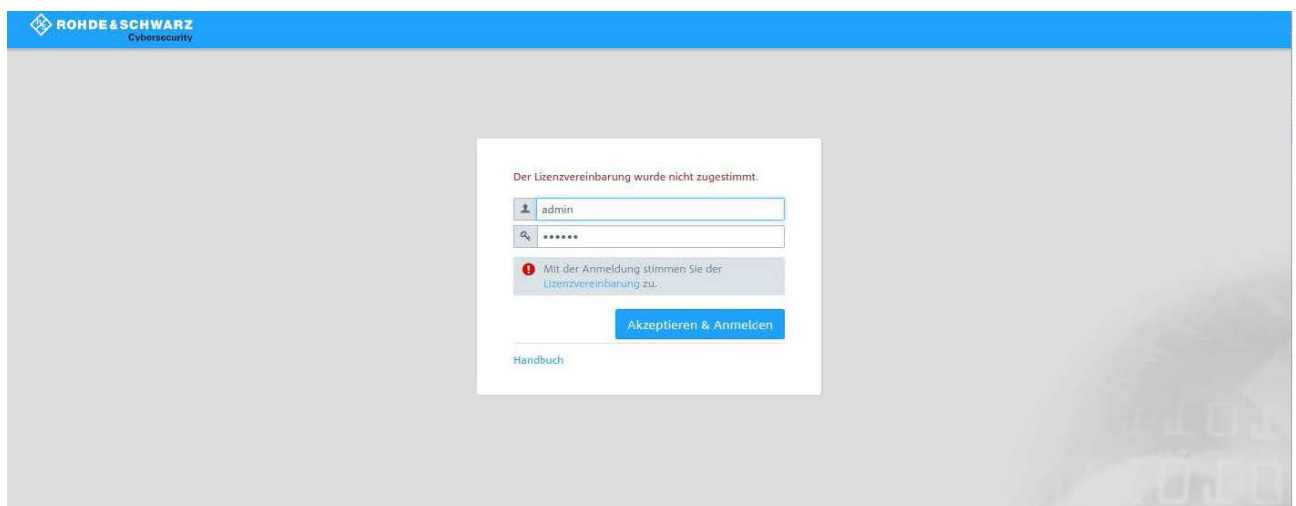 ROHDE&SCHWARZ
Cybersecurity
Der Lizenzvereinbarung wurde nicht zugestimmt.
admin
••••••
Mit der Anmeldung stimmen Sie der
Lizenzvereinbarung zu.
Akzeptieren & Anmelden
Handbuch